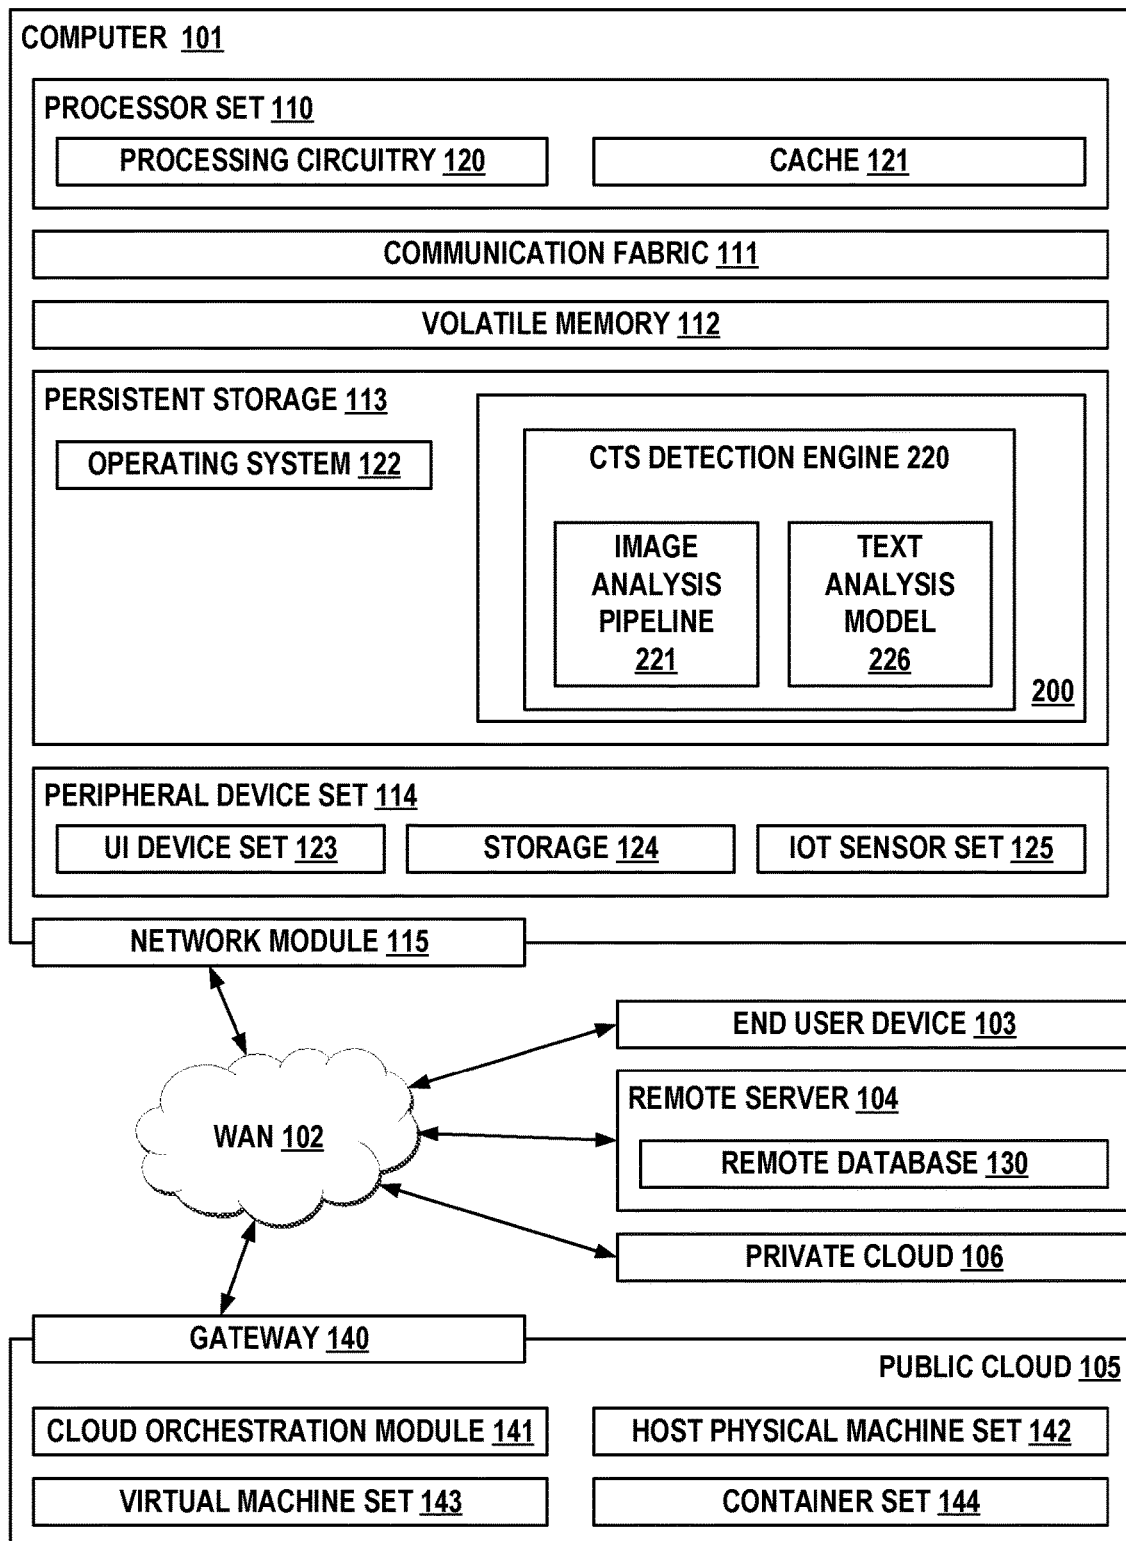 COMPUTER 101
PROCESSOR SET 110
PROCESSING CIRCUITRY 120
CACHE 121
COMMUNICATION FABRIC 111
VOLATILE MEMORY 112
PERSISTENT STORAGE 113
OPERATING SYSTEM 122
CTS DETECTION ENGINE 220
IMAGE
ANALYSIS
PIPELINE
221
TEXT
ANALYSIS
MODEL
226
200
PERIPHERAL DEVICE SET 114
UI DEVICE SET 123
STORAGE 124
IOT SENSOR SET 125
NETWORK MODULE 115
END USER DEVICE 103
REMOTE SERVER 104
WAN 102
REMOTE DATABASE 130
PRIVATE CLOUD 106
GATEWAY 140
PUBLIC CLOUD 105
CLOUD ORCHESTRATION MODULE 141
HOST PHYSICAL MACHINE SET 142
VIRTUAL MACHINE SET 143
CONTAINER SET 144